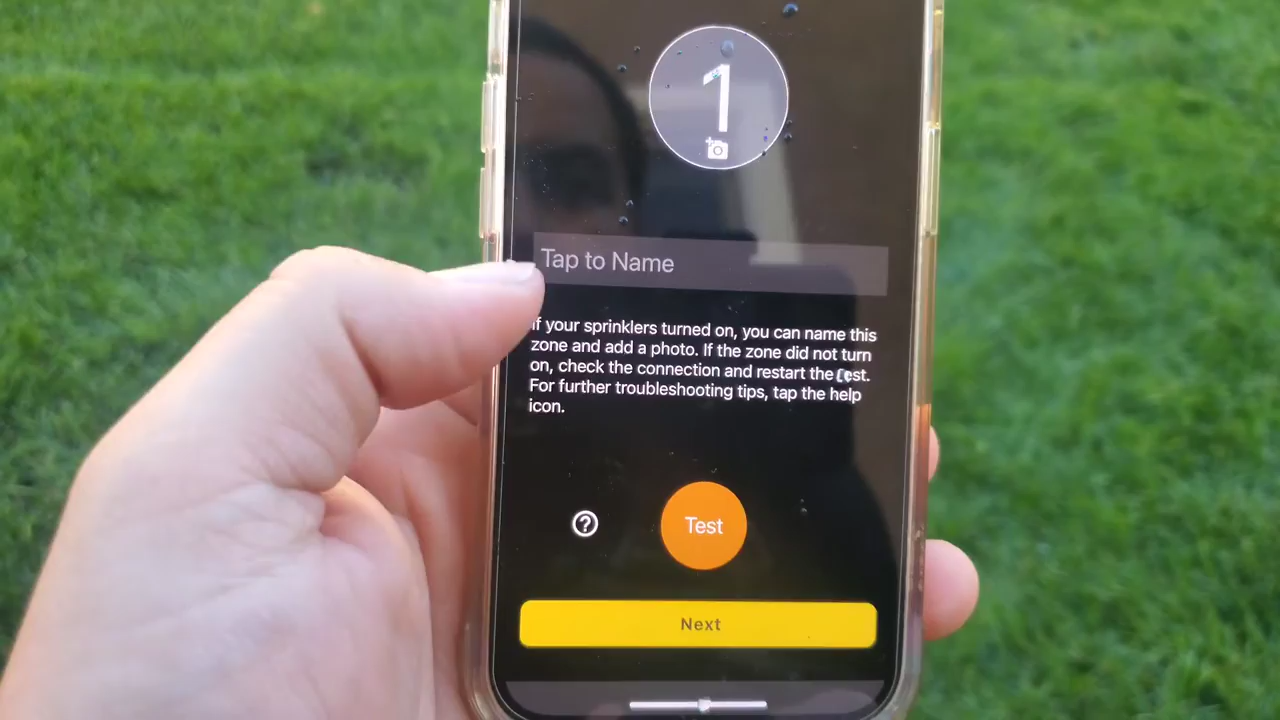 1
Tap to Name
If your sprinklers turned on, you can name this
zone and add a photo. If the zone did not turn
on, check the connection and restart the test.
For further troubleshooting tips, tap the help
icon.
?
Test
Next